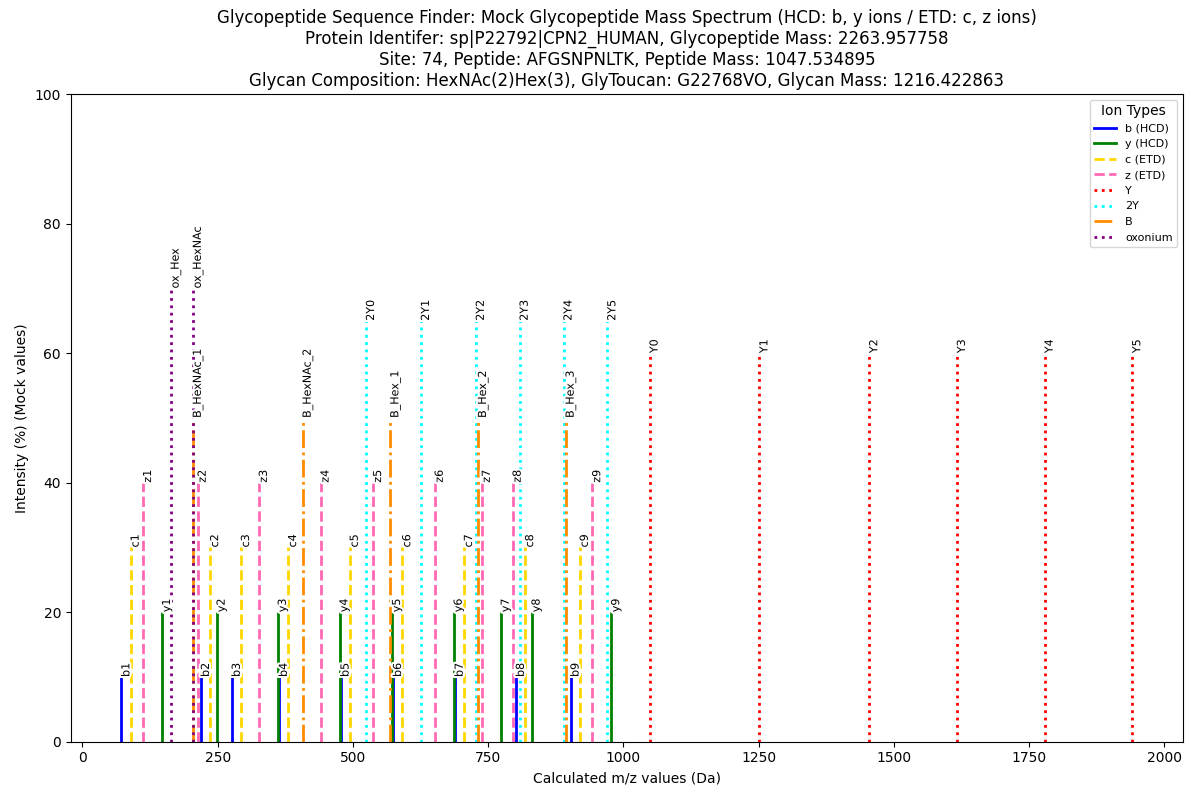 Glycopeptide Sequence Finder: Mock Glycopeptide Mass Spectrum (HCD: b, y ions / ETD: c, z ions)
Protein Identifer: sp|P22792|CPN2_HUMAN, Glycopeptide Mass: 2263.957758
Site: 74, Peptide: AFGSNPNLTK, Peptide Mass: 1047.534895
Glycan Composition: HexNAc(2)Hex(3), GlyToucan: G22768VO, Glycan Mass: 1216.422863
Ion Types
b (HCD)
y (HCD)
c (ETD)
z (ETD)
Y
2Y
B
oxonium
Intensity (%) (Mock values)
100
80
60
40
20
0
ox_Hex
ox_HexNAc
2Y0
2Y1
2Y2
2Y3
2Y4
2Y5
Y0
Y1
Y2
Y3
Y4
Y5
B_HexNAc_1
B_HexNAc_2
B_Hex_1
B_Hex_2
B_Hex_3
z1
z2
z3
z4
z5
z6
z7
z8
z9
c1
c2
c3
c4
c5
c6
c7
c8
c9
y1
y2
y3
y4
y5
y6
y7
y8
y9
b1
b2
b3
b4
b5
b6
b7
b8
b9
0
250
500
750
1000
1250
1500
1750
2000
Calculated m/z values (Da)